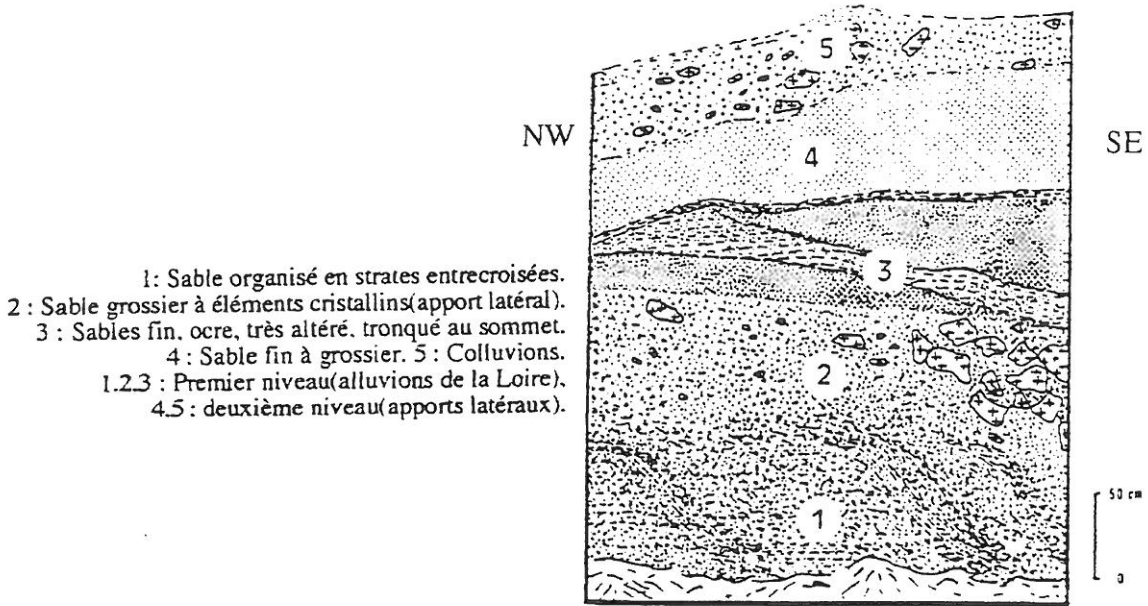 NW
SE
1: Sable organisé en strates entrecroisées.
2 : Sable grossier à éléments cristallins(apport latéral).
3 : Sables fin, ocre, très altéré, tronqué au sommet.
4 : Sable fin à grossier. 5 : Colluvions.
1.2.3 : Premier niveau(alluvions de la Loire),
4.5 : deuxième niveau(apports latéraux).
5
4
3
2
1
50 cm
0